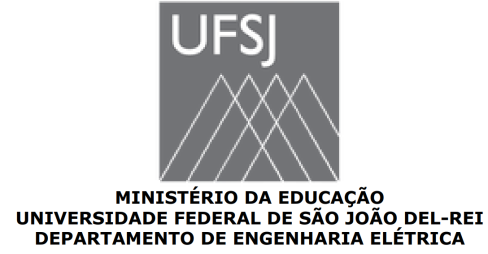 UFSJ
MINISTÉRIO DA EDUCAÇÃO
UNIVERSIDADE FEDERAL DE SÃO JOÃO DEL-REI
DEPARTAMENTO DE ENGENHARIA ELÉTRICA